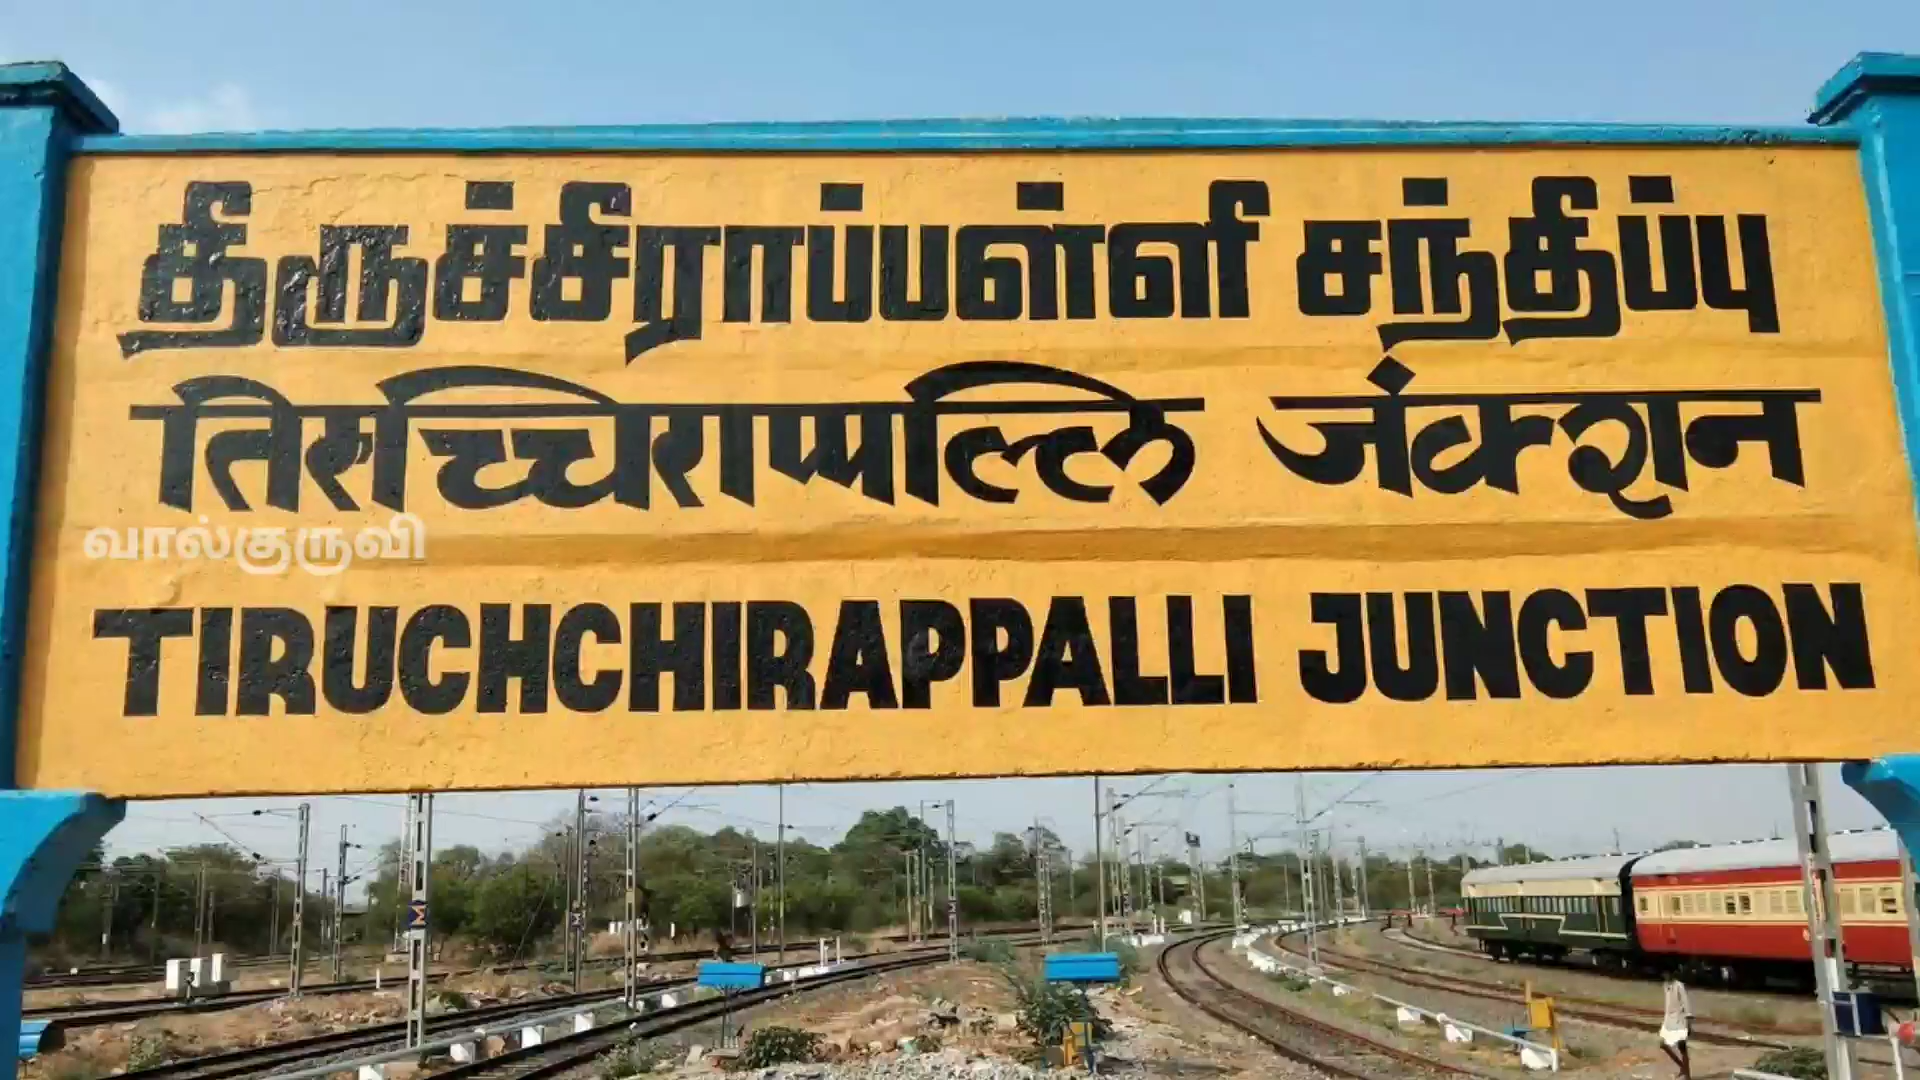 திருச்சிராப்பள்ளி சந்திப்பு
तिरुच्चिराप्पल्लि जंक्शन
வால்குருவி
TIRUCHCHIRAPPALLI JUNCTION